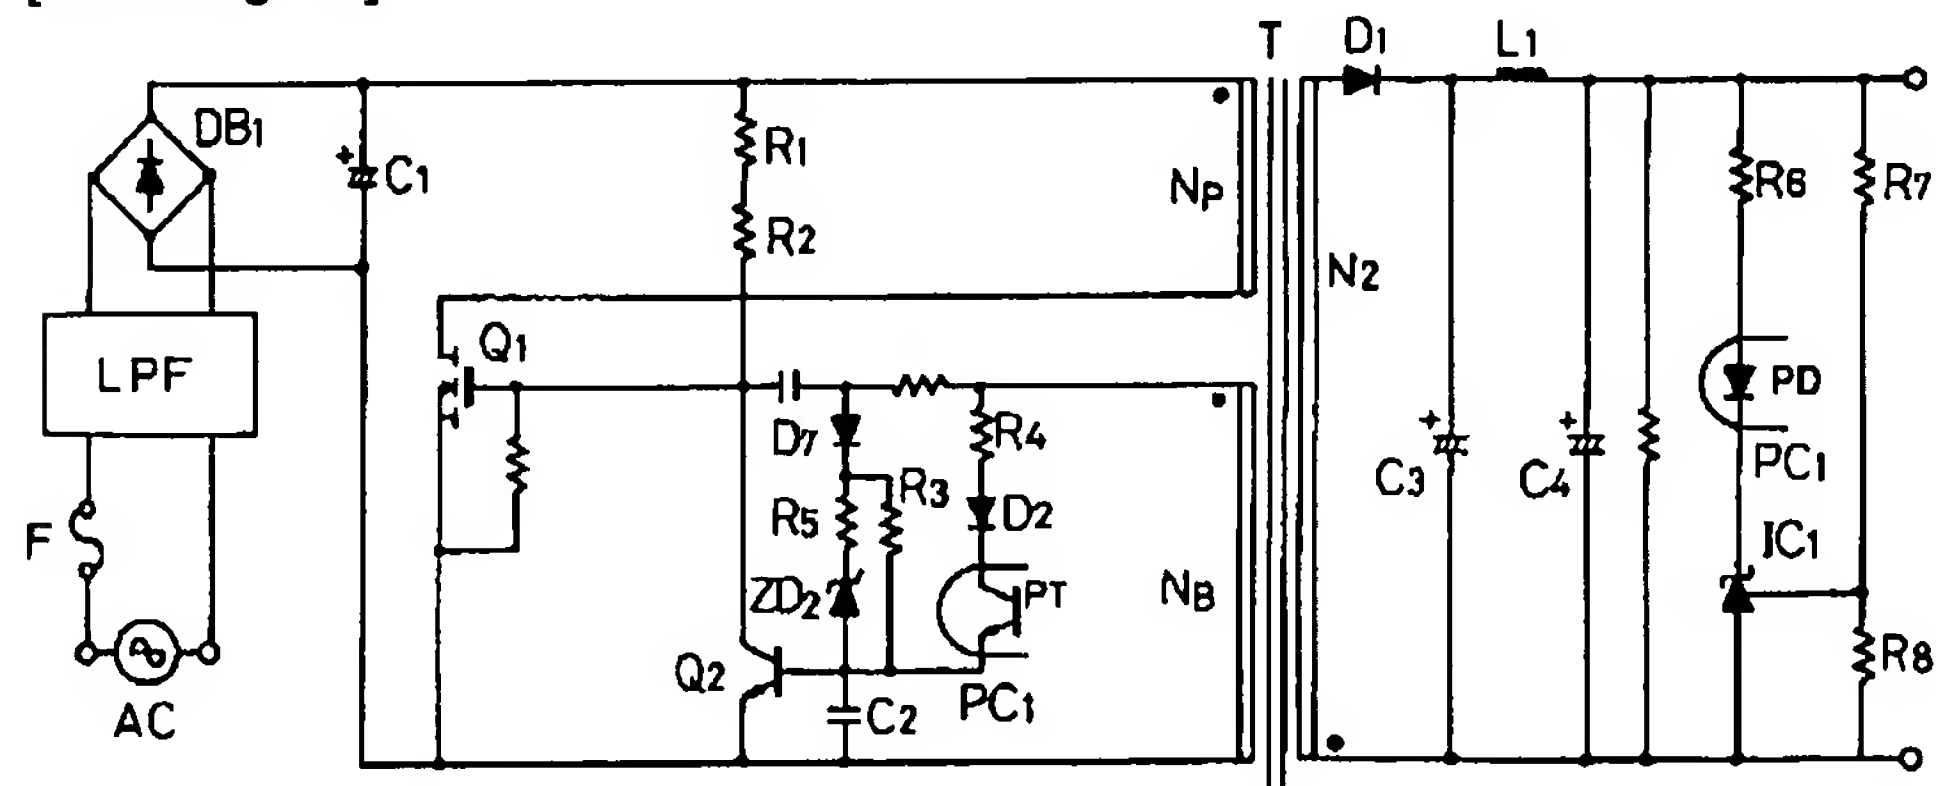 T
D1
L1
DB1
C1
R1
R2
NP
N2
R6
R7
LPF
Q1
D7
R4
R3
R5
D2
ZD2
PT
NB
Q2
C2
PC1
C3
C4
PD
PC1
IC1
R8
F
AC